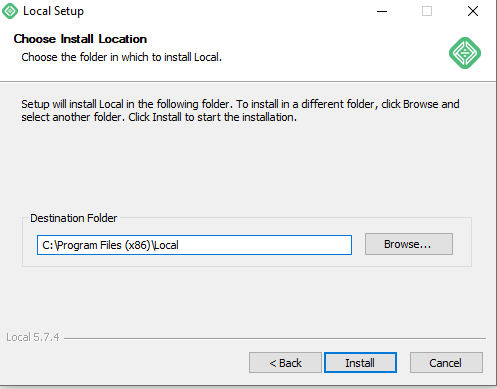 Local Setup
Choose Install Location
Choose the folder in which to install Local.
Setup will install Local in the following folder. To install in a different folder, click Browse and
select another folder. Click Install to start the installation.
Destination Folder
C:\Program Files (x86)\Local
Browse...
Local 5.7.4
< Back
Install
Cancel